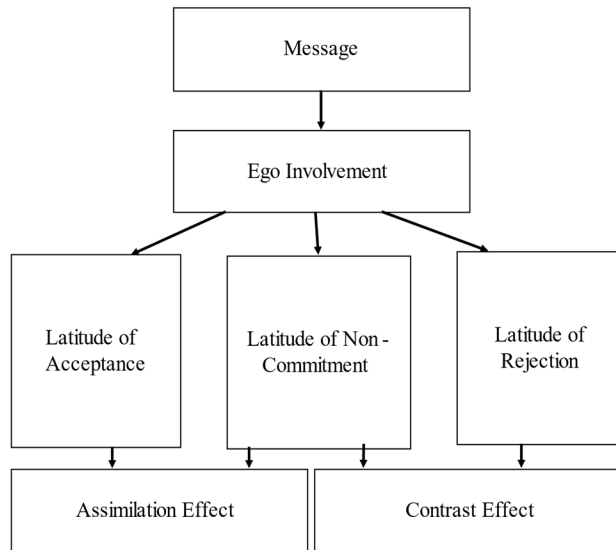 Message
Ego Involvement
Latitude of
Acceptance
Latitude of Non -
Commitment
Latitude of
Rejection
Assimilation Effect
Contrast Effect